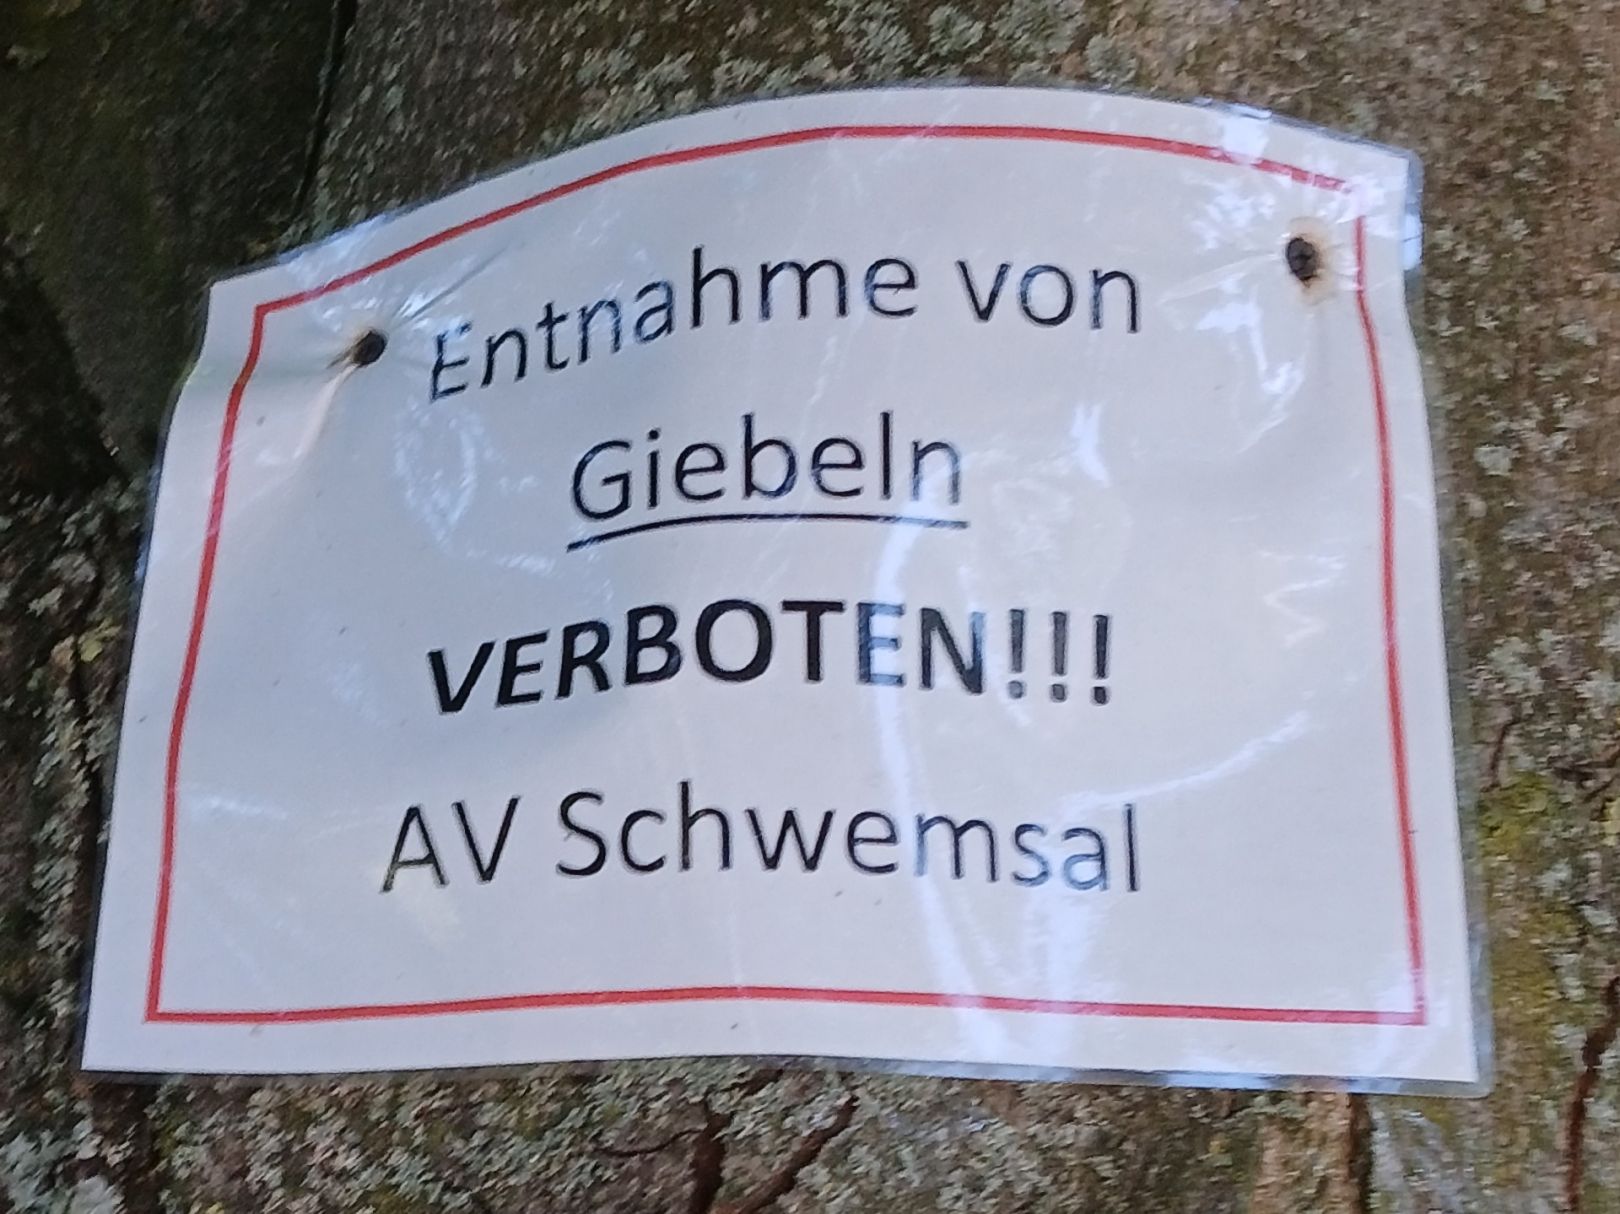 Entnahme von
Giebeln
VERBOTEN!!!
AV Schwemsal